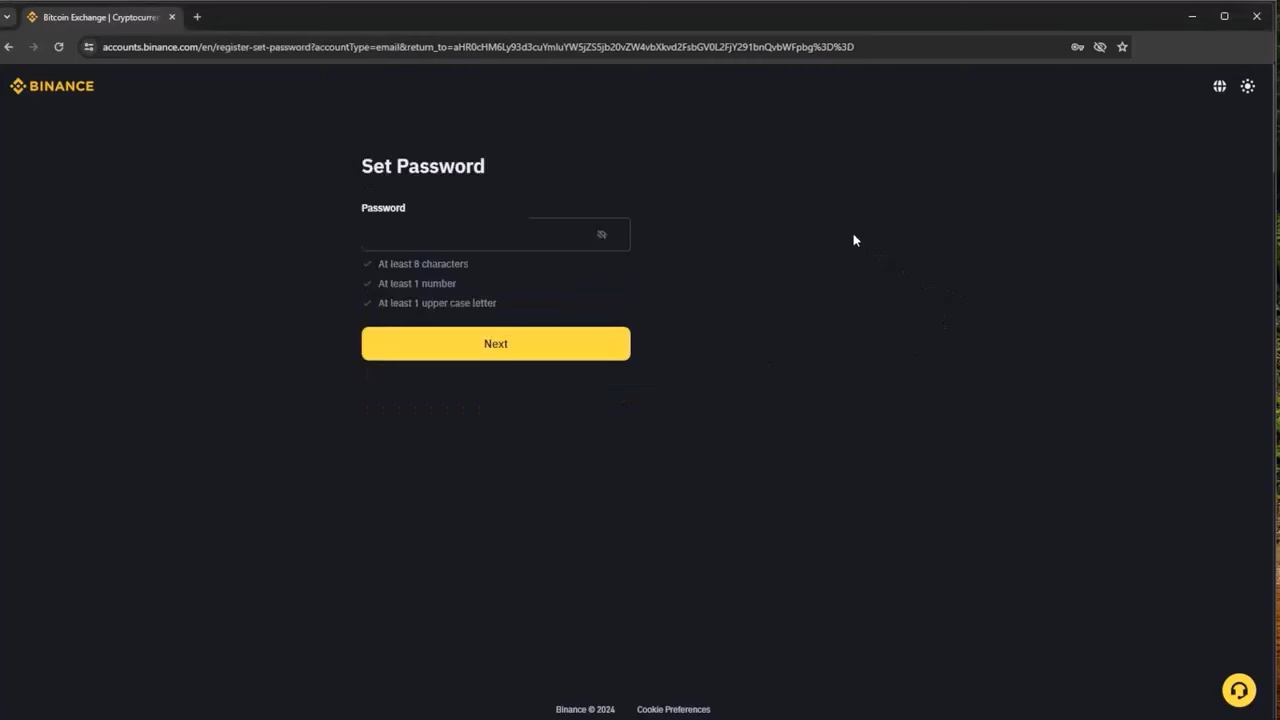 Bitcoin Exchange | Cryptocurre
accounts.binance.com/en/register-set-password?accountType=email&return_to=aHR0cHM6Ly93d3cuYmluYW5jZS5jb20vZW4vbXkvd2FsbGV0L2FjY291bnQvbWFpbg%3D%3D
BINANCE
Set Password
Password
At least 8 characters
At least 1 number
At least 1 upper case letter
Next
Binance © 2024 Cookie Preferences